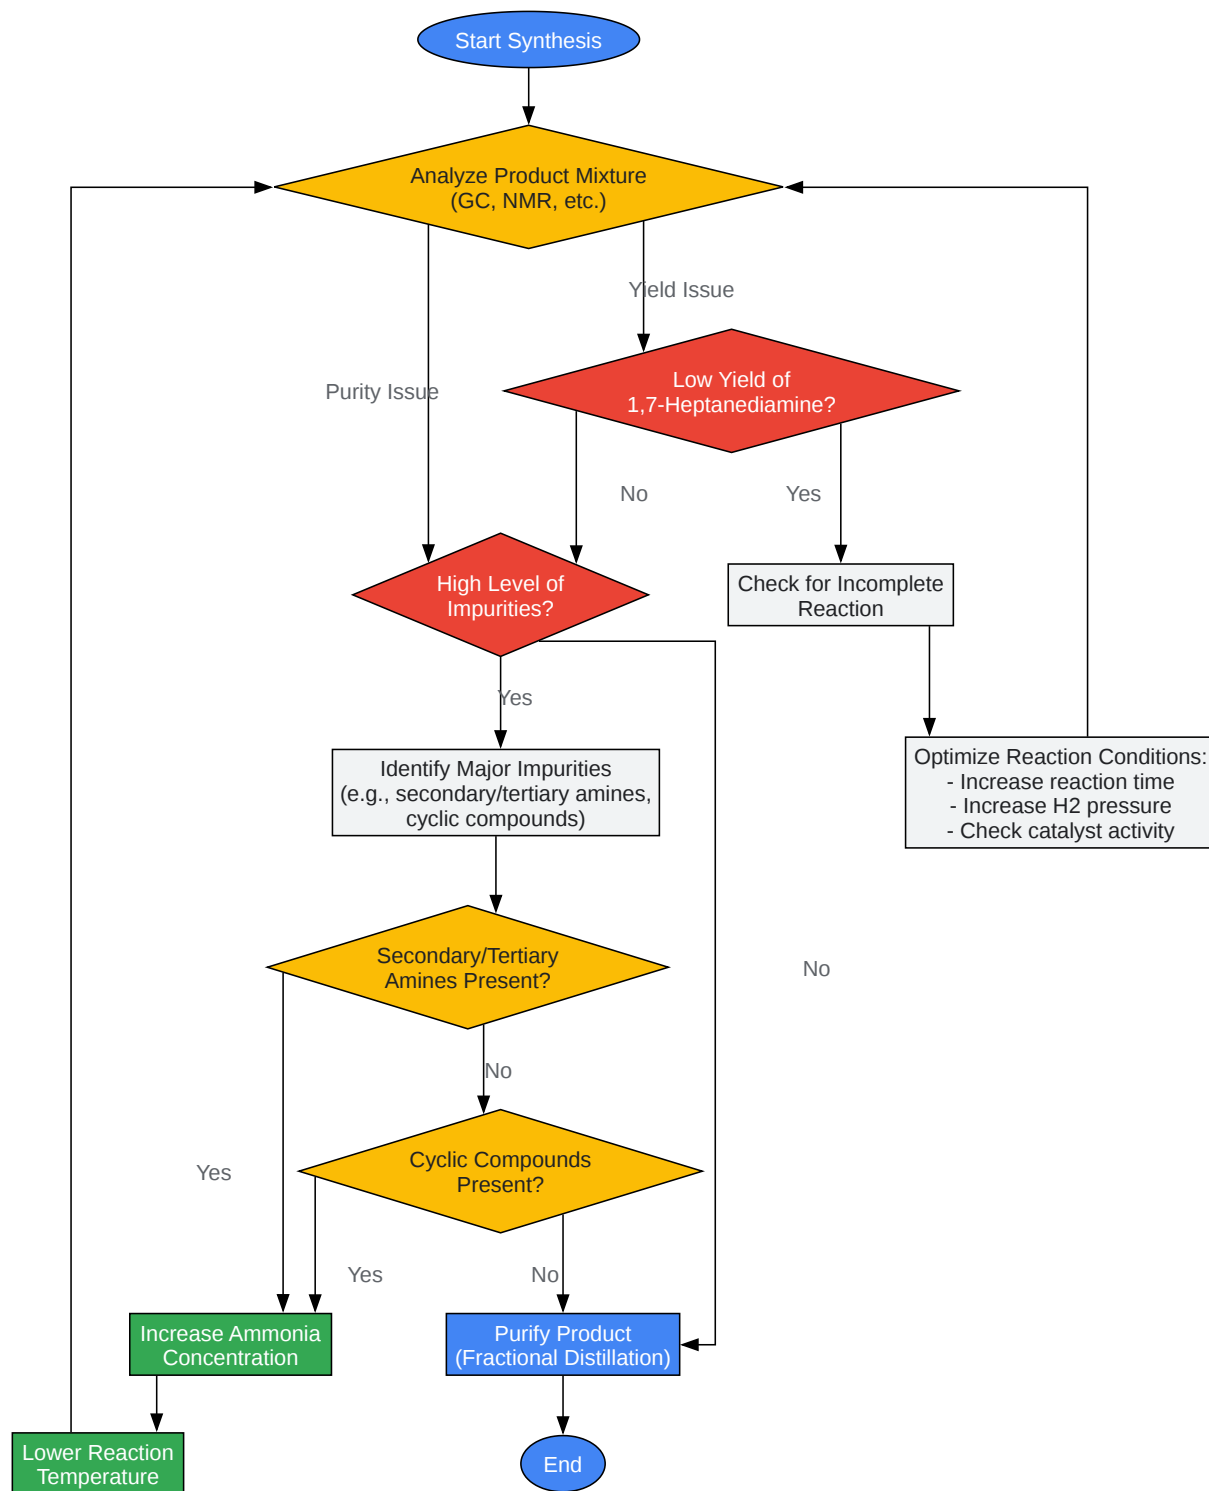 Start Synthesis
Analyze Product Mixture
(GC, NMR, etc.)
Yield Issue
Purity Issue
Low Yield of
1,7-Heptanediamine?
No
Yes
High Level of
Impurities?
Check for Incomplete
Reaction
Yes
Identify Major Impurities
(e.g., secondary/tertiary amines,
cyclic compounds)
Optimize Reaction Conditions:
- Increase reaction time
- Increase H2 pressure
- Check catalyst activity
Secondary/Tertiary
Amines Present?
No
No
Cyclic Compounds
Present?
Yes
Yes
No
Increase Ammonia
Concentration
Purify Product
(Fractional Distillation)
Lower Reaction
Temperature
End